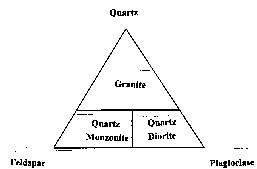 Quartz
Granite
Quartz Quartz
Monzonite Diorite
Feldspar Plagioclase